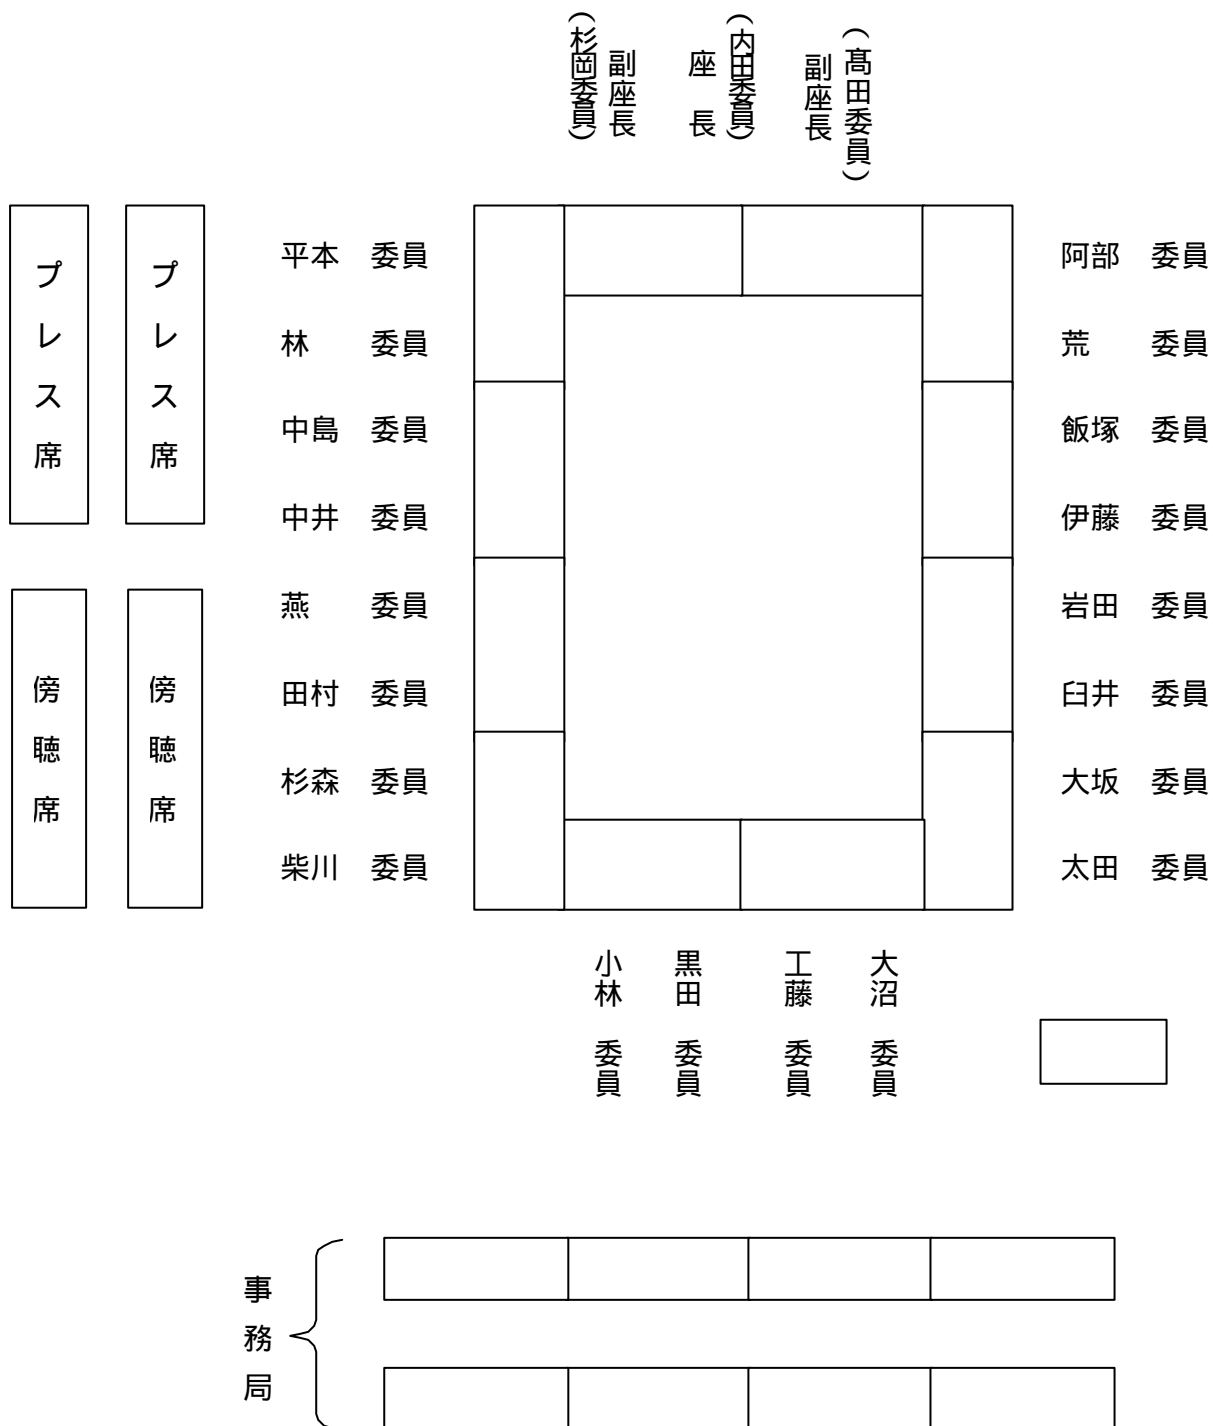 (杉岡委員)
副座長
座 長
(内田委員)
副座長
(髙田委員)
プレス席
プレス席
傍聴席
傍聴席
平本 委員
林 委員
中島 委員
中井 委員
燕 委員
田村 委員
杉森 委員
柴川 委員
阿部 委員
荒 委員
飯塚 委員
伊藤 委員
岩田 委員
臼井 委員
大坂 委員
太田 委員
小林 委員
黒田 委員
工藤 委員
大沼 委員
事務局